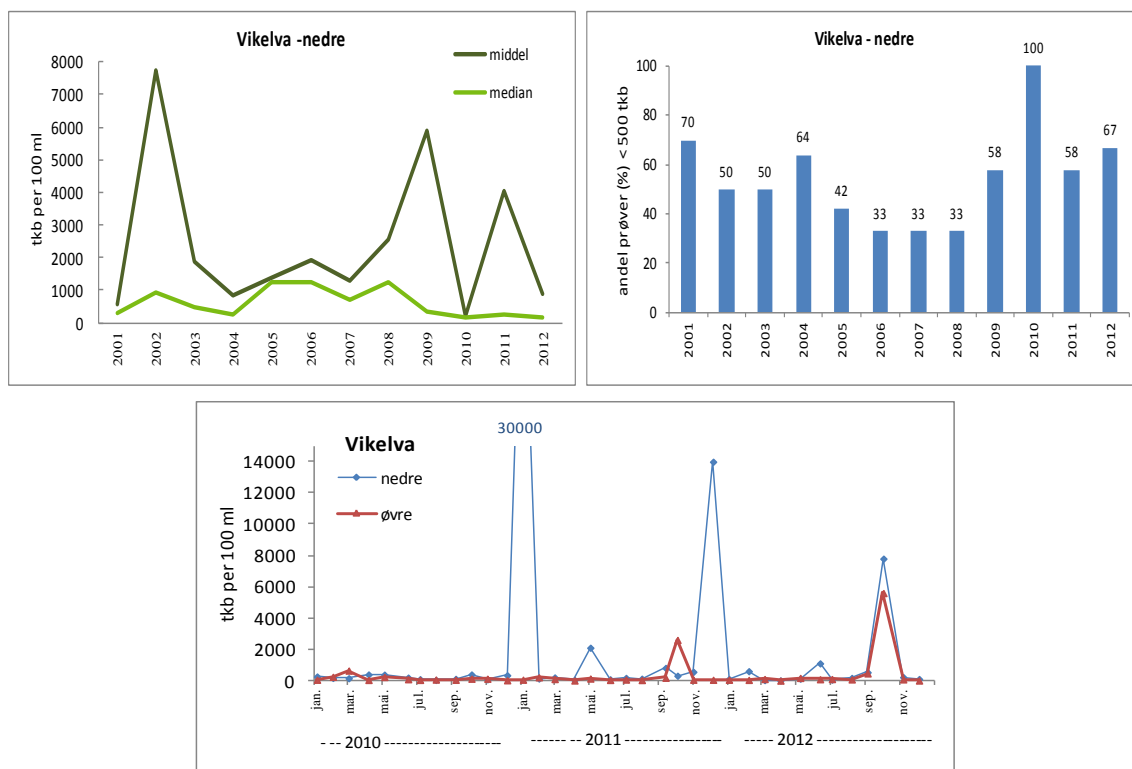 Vikelva -nedre
middel
median
tkb per 100 ml
8000
7000
6000
5000
4000
3000
2000
1000
0
2001 2002 2003 2004 2005 2006 2007 2008 2009 2010 2011 2012
Vikelva - nedre
andel prøver (%) < 500 tkb
100
80
60
40
20
0
70 50 50 64 42 33 33 33 58 100 58 67
2001 2002 2003 2004 2005 2006 2007 2008 2009 2010 2011 2012
30000
Vikelva
nedre
øvre
tkb per 100 ml
14000
12000
10000
8000
6000
4000
2000
0
jan. mar. mai. jul. sep. nov. jan. mar. mai. jul. sep. nov. jan. mar. mai. jul. sep. nov.
- -- 2010 ------------------- ------ -- 2011 ----------------- ------- 2012 -------------------